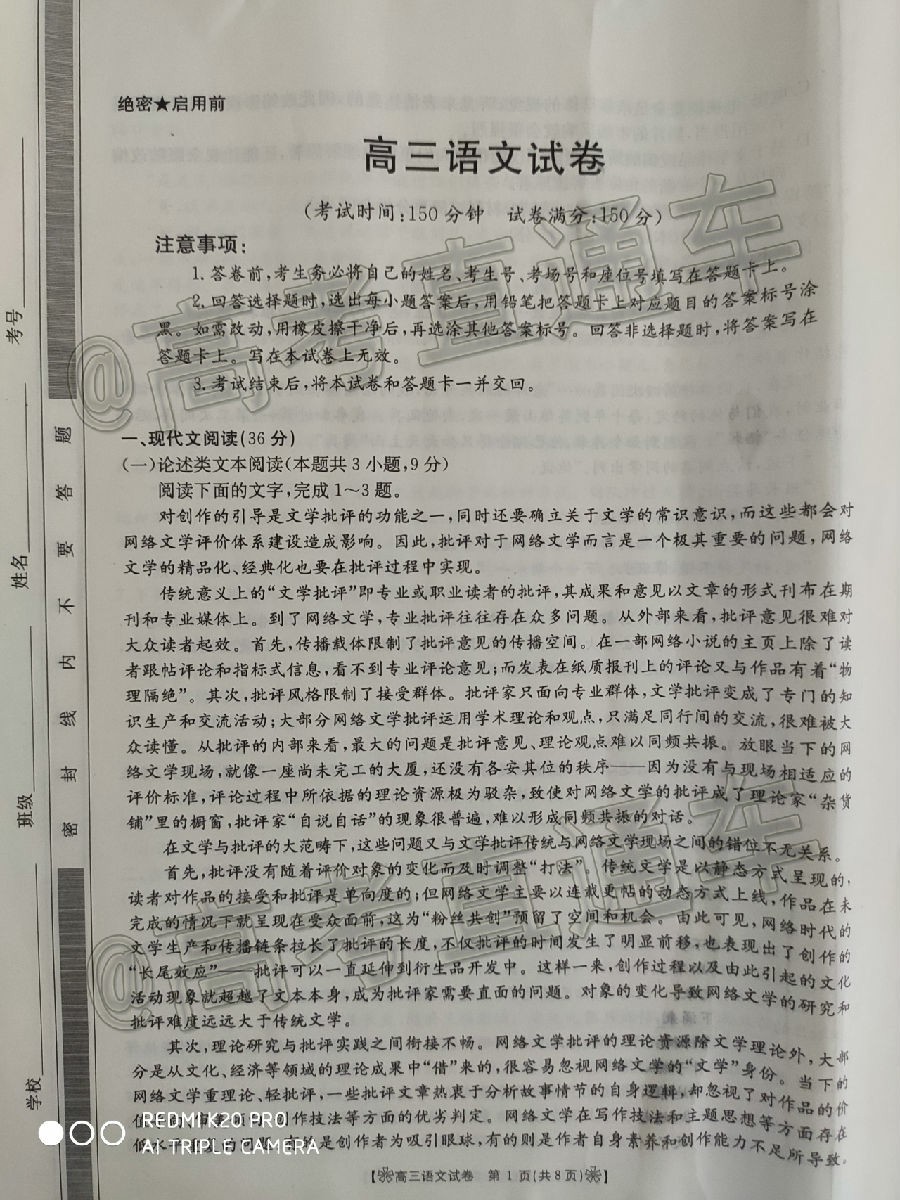 绝密★启用前
高三语文试卷
(考试时间:150分钟 试卷满分:150分)
注意事项:
1.答卷前,考生务必将自己的姓名、考生号、考场号和座位号填写在答题卡上。
2.回答选择题时,选出每小题答案后,用铅笔把答题卡上对应题目的答案标号涂
黑。如需改动,用橡皮擦干净后,再选涂其他答案标号。回答非选择题时,将答案写在
答题卡上。写在本试卷上无效。
3.考试结束后,将本试卷和答题卡一并交回。
一、现代文阅读(36分)
(一)论述类文本阅读(本题共3小题,9分)
阅读下面的文字,完成1~3题。
对创作的引导是文学批评的功能之一,同时还要确立关于文学的常识意识,而这些都会对
网络文学评价体系建设造成影响。因此,批评对于网络文学而言是一个极其重要的问题,网络
文学的精品化、经典化也要在批评过程中实现。
传统意义上的“文学批评”即专业或职业读者的批评,其成果和意见以文章的形式刊布在期
刊和专业媒体上。到了网络文学,专业批评往往存在众多问题。从外部来看,批评意见很难对
大众读者起效。首先,传播载体限制了批评意见的传播空间。在一部网络小说的主页上除了读
者跟帖评论和指标式信息,看不到专业评论意见;而发表在纸质报刊上的评论又与作品有着“物
理隔绝”。其次,批评风格限制了接受群体。批评家只面向专业群体,文学批评变成了专门的知
识生产和交流活动;大部分网络文学批评运用学术理论和观点,只满足同行间的交流,很难被大
众读懂。从批评的内部来看,最大的问题是批评意见、理论观点难以同频共振。放眼当下的网
络文学现场,就像一座尚未完工的大厦,还没有各安其位的秩序——因为没有与现场相适应的
评价标准,评论过程中所依据的理论资源极为驳杂,致使对网络文学的批评成了理论家“杂货
铺”里的橱窗,批评家“自说自话”的现象很普遍,难以形成同频共振的对话。
在文学与批评的大范畴下,这些问题又与文学批评传统与网络文学现场之间的错位不无关系。
首先,批评没有随着评价对象的变化而及时调整“打法”。传统文学是以静态方式呈现的,
读者对作品的接受和批评是单向度的;但网络文学主要以连载更帖的动态方式上线,作品在未
完成的情况下就呈现在受众面前,这为“粉丝共创”预留了空间和机会。由此可见,网络时代的
文学生产和传播链条拉长了批评的长度,不仅批评的时间发生了明显前移,也表现出了创作的
“长尾效应”——批评可以一直延伸到衍生品开发中。这样一来,创作过程以及由此引起的文化
活动现象就超越了文本本身,成为批评家需要直面的问题。对象的变化导致网络文学的研究和
批评难度远远大于传统文学。
其次,理论研究与批评实践之间衔接不畅。网络文学批评的理论资源除文学理论外,大部
分是从文化、经济等领域的理论成果中“借”来的,很容易忽视网络文学的“文学”身份。当下的
网络文学重理论、轻批评,一些批评文章热衷于分析故事情节的自身逻辑,却忽视了对作品的价
作技法等方面的优劣判定。网络文学在写作技法和主题思想等方面存在
是创作者为吸引眼球,有的则是作者自身素养和创作能力不足所导致。
【高三语文试卷 第1页(共8页)】
学校
班级
姓名
考号
密封线内不要答题
@高考直通车
@高考直通车
REDMI K20 PRO
AI TRIPLE CAMERA